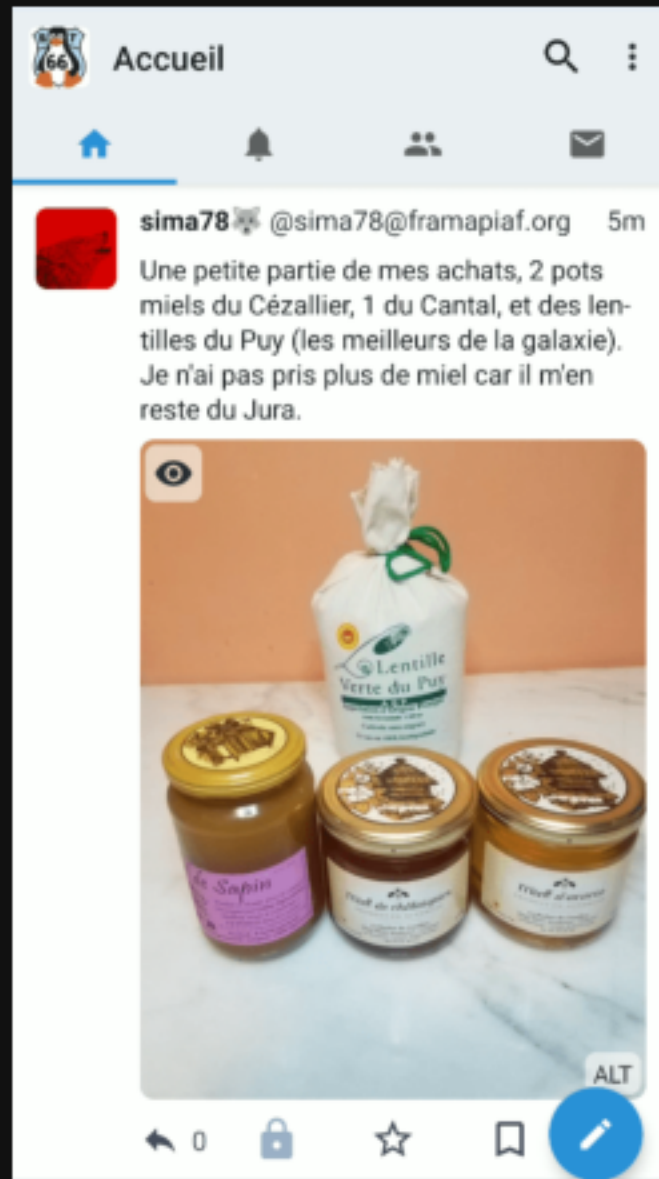 66
Accueil
sima78 @sima78@framapiaf.org 5m
Une petite partie de mes achats, 2 pots
miels du Cézallier, 1 du Cantal, et des len-
tilles du Puy (les meilleurs de la galaxie).
Je n'ai pas pris plus de miel car il m'en
reste du Jura.
Lentille
Verte du Puy
de Sapin
Miel de châtaignier
Miel d'acacia
ALT
0